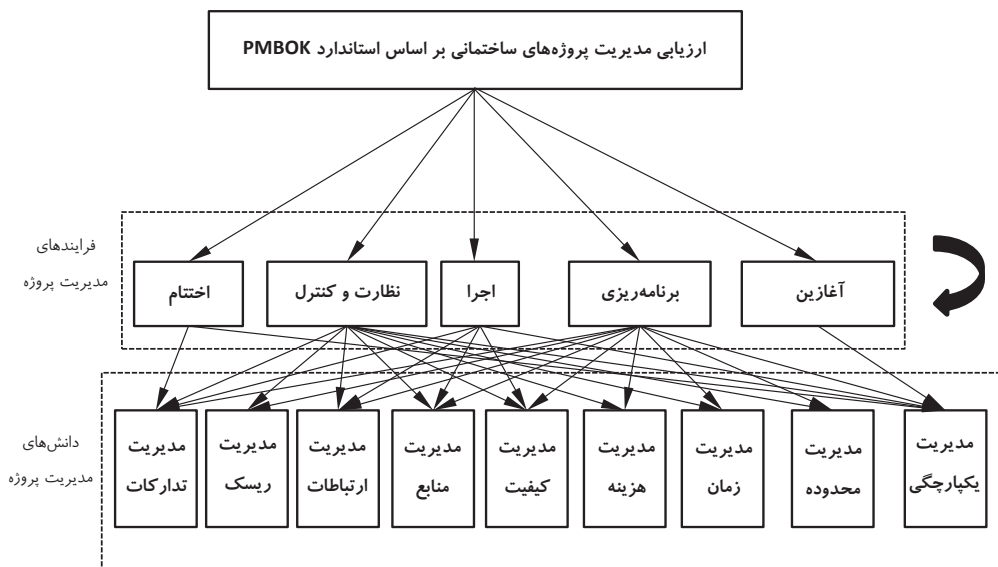 ارزیابی مدیریت پروژه‌های ساختمانی بر اساس استاندارد PMBOK
فرایندهای
مدیریت پروژه
آغازین
برنامه‌ریزی
اجرا
نظارت و کنترل
اختتام
دانش‌های
مدیریت پروژه
مدیریت
یکپارچگی
مدیریت
محدوده
مدیریت
زمان
مدیریت
هزینه
مدیریت
کیفیت
مدیریت
منابع
مدیریت
ارتباطات
مدیریت
ریسک
مدیریت
تدارکات